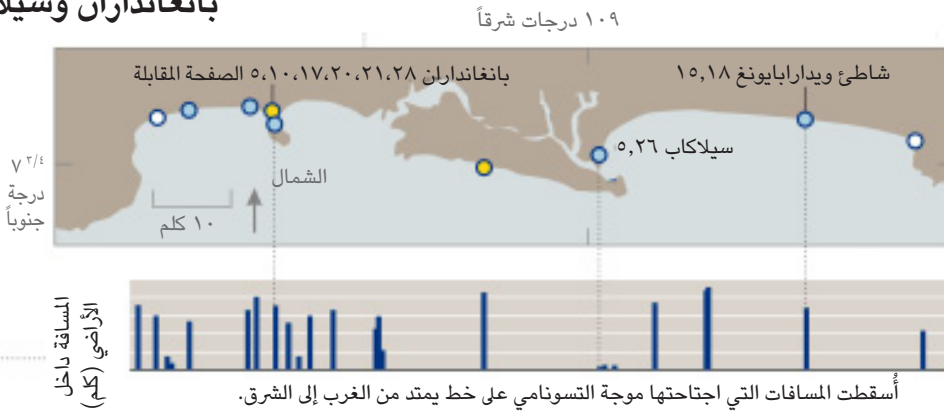 بانغانداران
١٠٩ درجات شرقاً
بانغانداران ٥،١٠،١٧،٢٠،٢١،٢٨ الصفحة المقابلة
شاطئ ويدارابايونغ ١٥,١٨
سيلاكاب ٥,٢٦
٧ ٣/٤
درجة
جنوباً
الشمال
١٠ كلم
المسافة داخل
الأراضي (كلم)
أُسقطت المسافات التي اجتاحتها موجة التسونامي على خط يمتد من الغرب إلى الشرق.